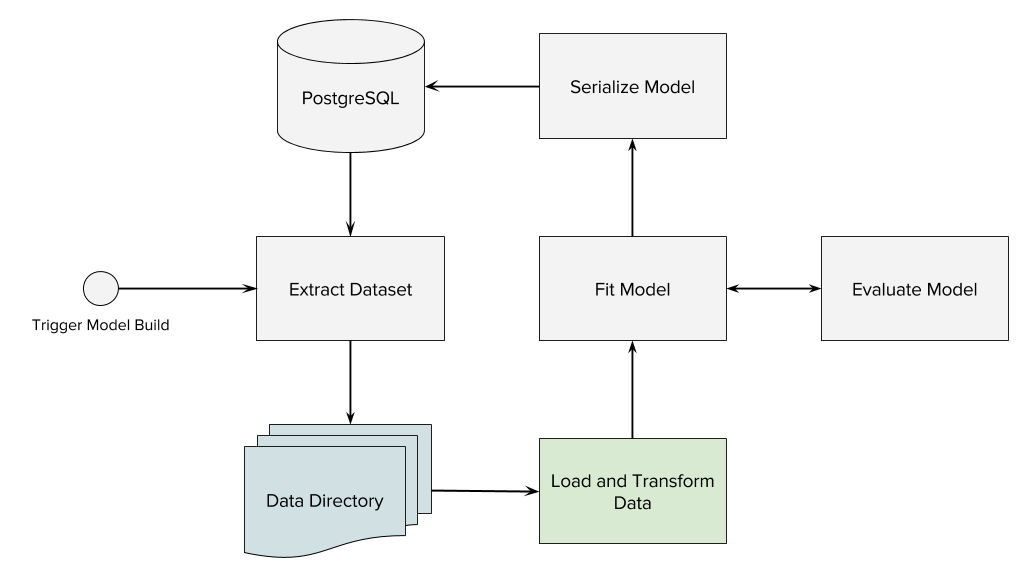 PostgreSQL
Serialize Model
Extract Dataset
Fit Model
Evaluate Model
Trigger Model Build
Data Directory
Load and Transform
Data